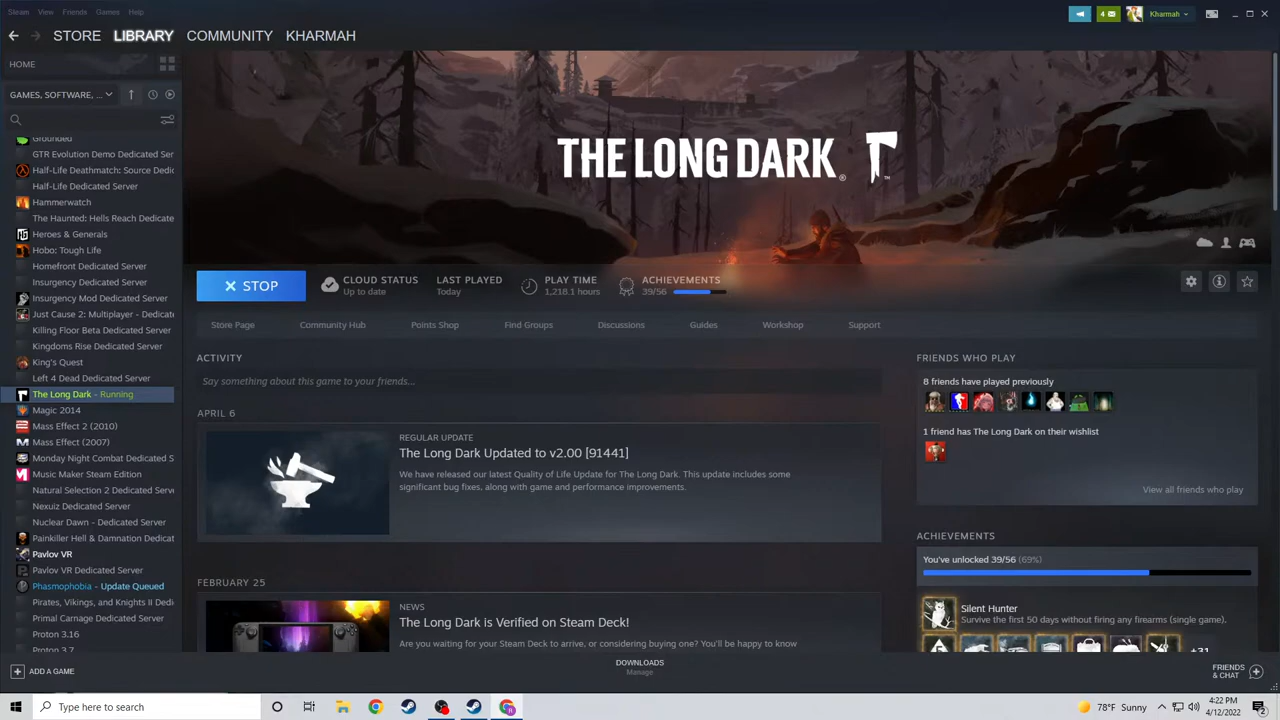 Steam View Friends Games Help
4 Kharmah
STORE LIBRARY COMMUNITY KHARMAH
HOME
GAMES, SOFTWARE, ...
Grounded
GTR Evolution Demo Dedicated Ser
Half-Life Deathmatch: Source Dedic
Half-Life Dedicated Server
Hammerwatch
The Haunted: Hells Reach Dedicate
Heroes & Generals
Hobo: Tough Life
Homefront Dedicated Server
Insurgency Dedicated Server
Insurgency Mod Dedicated Server
Just Cause 2: Multiplayer - Dedicate
Killing Floor Beta Dedicated Server
Kingdoms Rise Dedicated Server
King's Quest
Left 4 Dead Dedicated Server
The Long Dark - Running
Magic 2014
Mass Effect 2 (2010)
Mass Effect (2007)
Monday Night Combat Dedicated S
Music Maker Steam Edition
Natural Selection 2 Dedicated Serv
Nexuiz Dedicated Server
Nuclear Dawn - Dedicated Server
Painkiller Hell & Damnation Dedicat
Pavlov VR
Pavlov VR Dedicated Server
Phasmophobia - Update Queued
Pirates, Vikings, and Knights II Dedi
Primal Carnage Dedicated Server
Proton 3.16
Proton 3.7
THE LONG DARK ® ™
STOP
CLOUD STATUS
Up to date
LAST PLAYED
Today
PLAY TIME
1,218.1 hours
ACHIEVEMENTS
39/56
Store Page Community Hub Points Shop Find Groups Discussions Guides Workshop Support
ACTIVITY
Say something about this game to your friends...
APRIL 6
REGULAR UPDATE
The Long Dark Updated to v2.00 [91441]
We have released our latest Quality of Life Update for The Long Dark. This update includes some
significant bug fixes, along with game and performance improvements.
FEBRUARY 25
NEWS
The Long Dark is Verified on Steam Deck!
Are you waiting for your Steam Deck to arrive, or considering buying one? You'll be happy to know
FRIENDS WHO PLAY
8 friends have played previously
1 friend has The Long Dark on their wishlist
View all friends who play
ACHIEVEMENTS
You've unlocked 39/56 (69%)
Silent Hunter
Survive the first 50 days without firing any firearms (single game).
+31
ADD A GAME
DOWNLOADS
Manage
FRIENDS
& CHAT
Type here to search
78°F Sunny
4:22 PM
4/12/2022
2